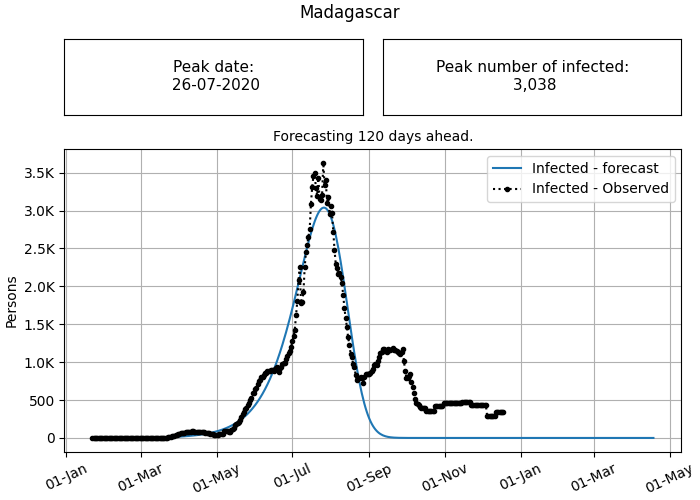 Madagascar
Peak date:
26-07-2020
Peak number of infected:
3,038
Forecasting 120 days ahead.
Infected - forecast
Infected - Observed
Persons
3.5K
3.0K
2.5K
2.0K
1.5K
1.0K
500
0
01-Jan
01-Mar
01-May
01-Jul
01-Sep
01-Nov
01-Jan
01-Mar
01-May